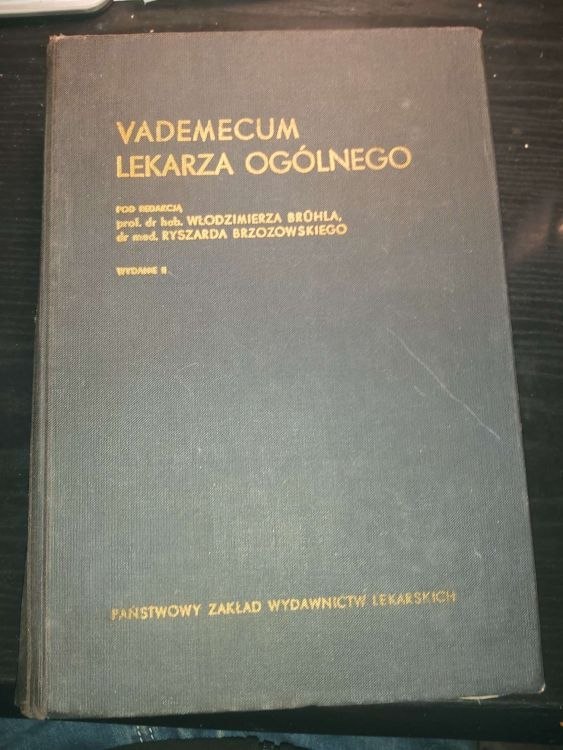 VADEMECUM
LEKARZA OGÓLNEGO
POD REDAKCJĄ
prof. dr hab. WŁODZIMIERZA BRÜHLA,
dr med. RYSZARDA BRZOZOWSKIEGO
WYDANIE II
PAŃSTWOWY ZAKŁAD WYDAWNICTW LEKARSKICH